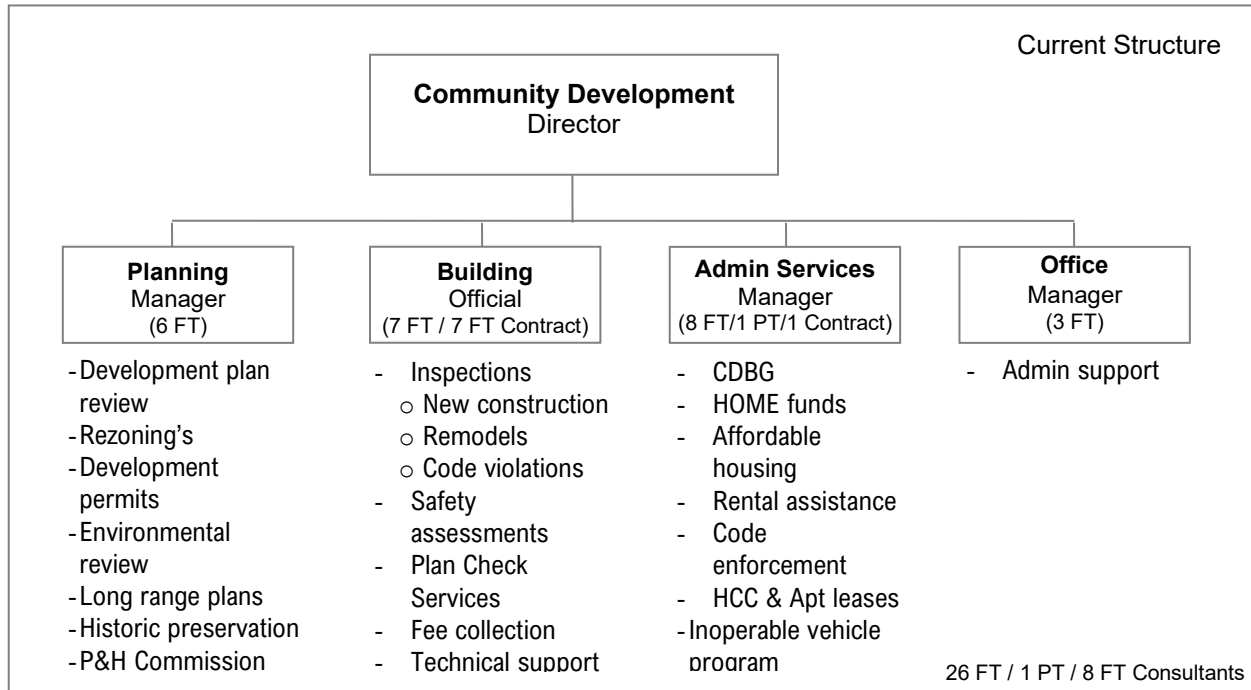 Current Structure
Community Development
Director
Planning
Manager
(6 FT)
-Development plan
review
-Rezoning's
-Development
permits
-Environmental
review
-Long range plans
-Historic preservation
-P&H Commission
Building
Official
(7 FT / 7 FT Contract)
- Inspections
o New construction
o Remodels
o Code violations
- Safety
assessments
- Plan Check
Services
- Fee collection
- Technical support
Admin Services
Manager
(8 FT/1 PT/1 Contract)
- CDBG
- HOME funds
- Affordable
housing
- Rental assistance
- Code
enforcement
- HCC & Apt leases
-Inoperable vehicle
program
Office
Manager
(3 FT)
- Admin support
26 FT / 1 PT / 8 FT Consultants